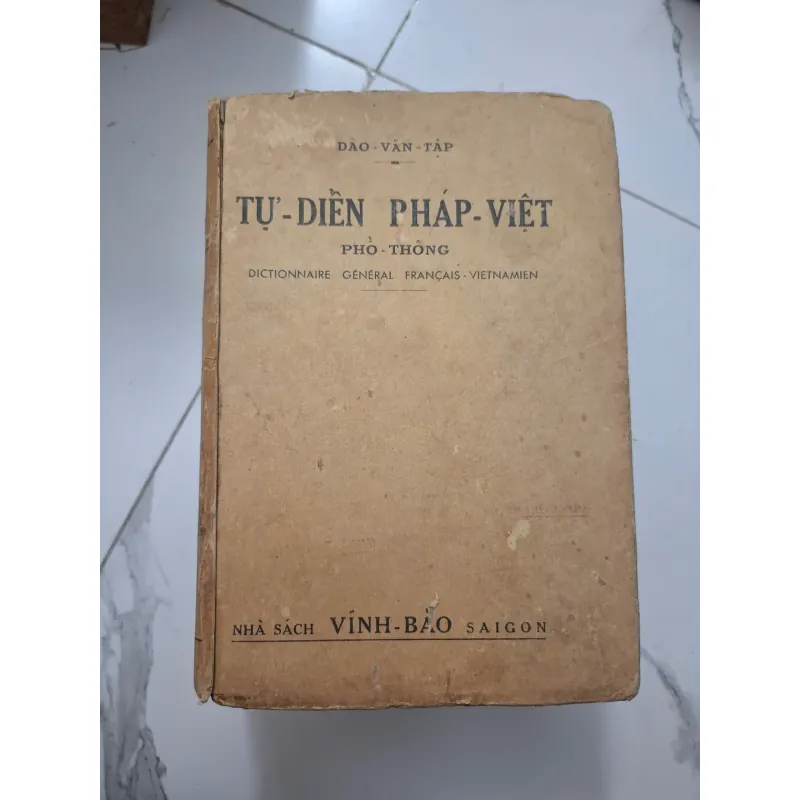 ĐÀO-VĂN-TẬP
TỰ-ĐIỂN PHÁP-VIỆT
PHỔ-THÔNG
DICTIONNAIRE GÉNÉRAL FRANÇAIS-VIETNAMIEN
NHÀ SÁCH VĨNH-BẢO SAIGON